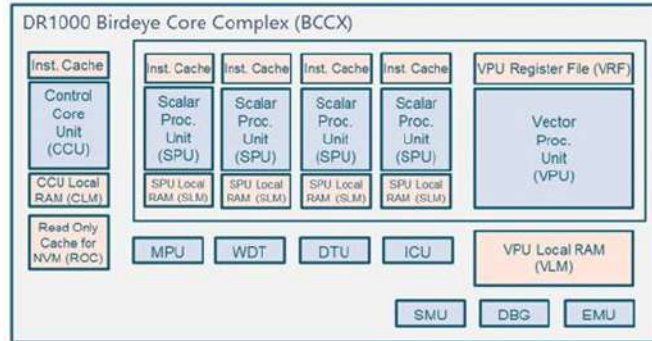 DR1000 Birdeye Core Complex (BCCX)
Inst. Cache
Control
Core
Unit
(CCU)
CCU Local
RAM (CLM)
Read Only
Cache for
NVM (ROC)
Inst. Cache
Scalar
Proc.
Unit
(SPU)
SPU Local
RAM (SLM)
Inst. Cache
Scalar
Proc.
Unit
(SPU)
SPU Local
RAM (SLM)
Inst. Cache
Scalar
Proc.
Unit
(SPU)
SPU Local
RAM (SLM)
Inst. Cache
Scalar
Proc.
Unit
(SPU)
SPU Local
RAM (SLM)
VPU Register File (VRF)
Vector
Proc.
Unit
(VPU)
MPU
WDT
DTU
ICU
VPU Local RAM
(VLM)
SMU
DBG
EMU